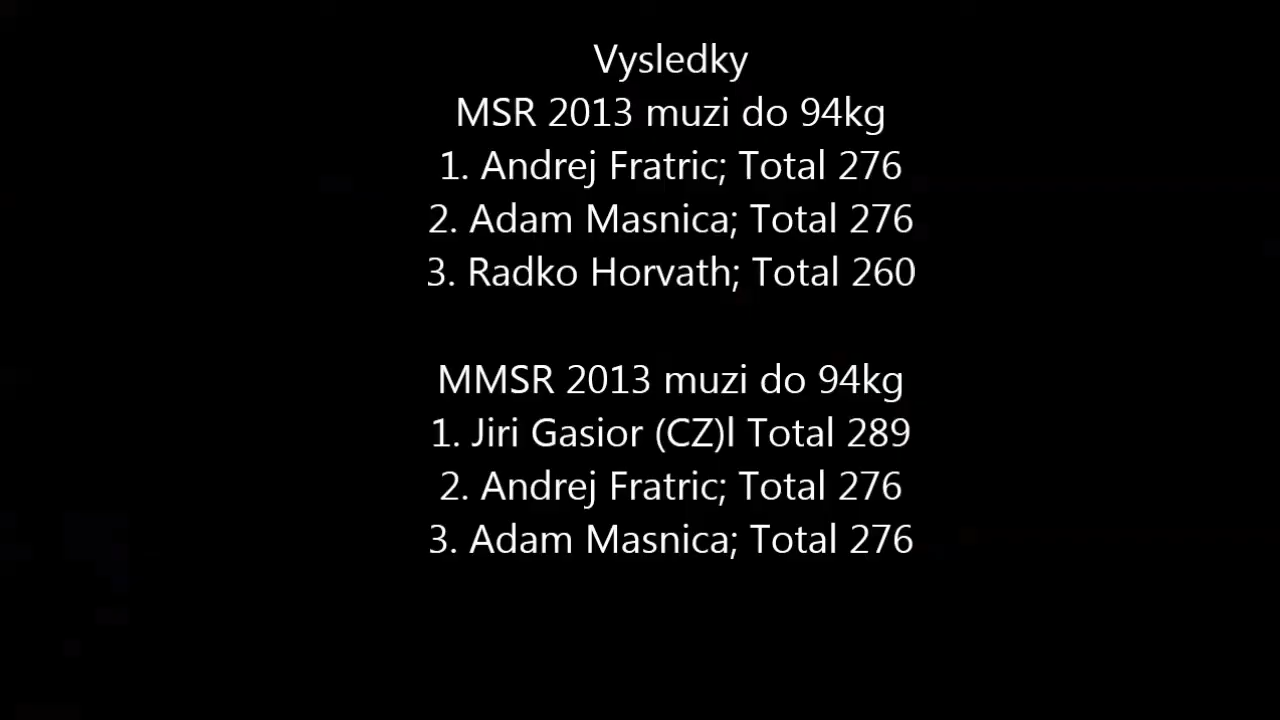 Vysledky
MSR 2013 muzi do 94kg
1. Andrej Fratric; Total 276
2. Adam Masnica; Total 276
3. Radko Horvath; Total 260
MMSR 2013 muzi do 94kg
1. Jiri Gasior (CZ)l Total 289
2. Andrej Fratric; Total 276
3. Adam Masnica; Total 276